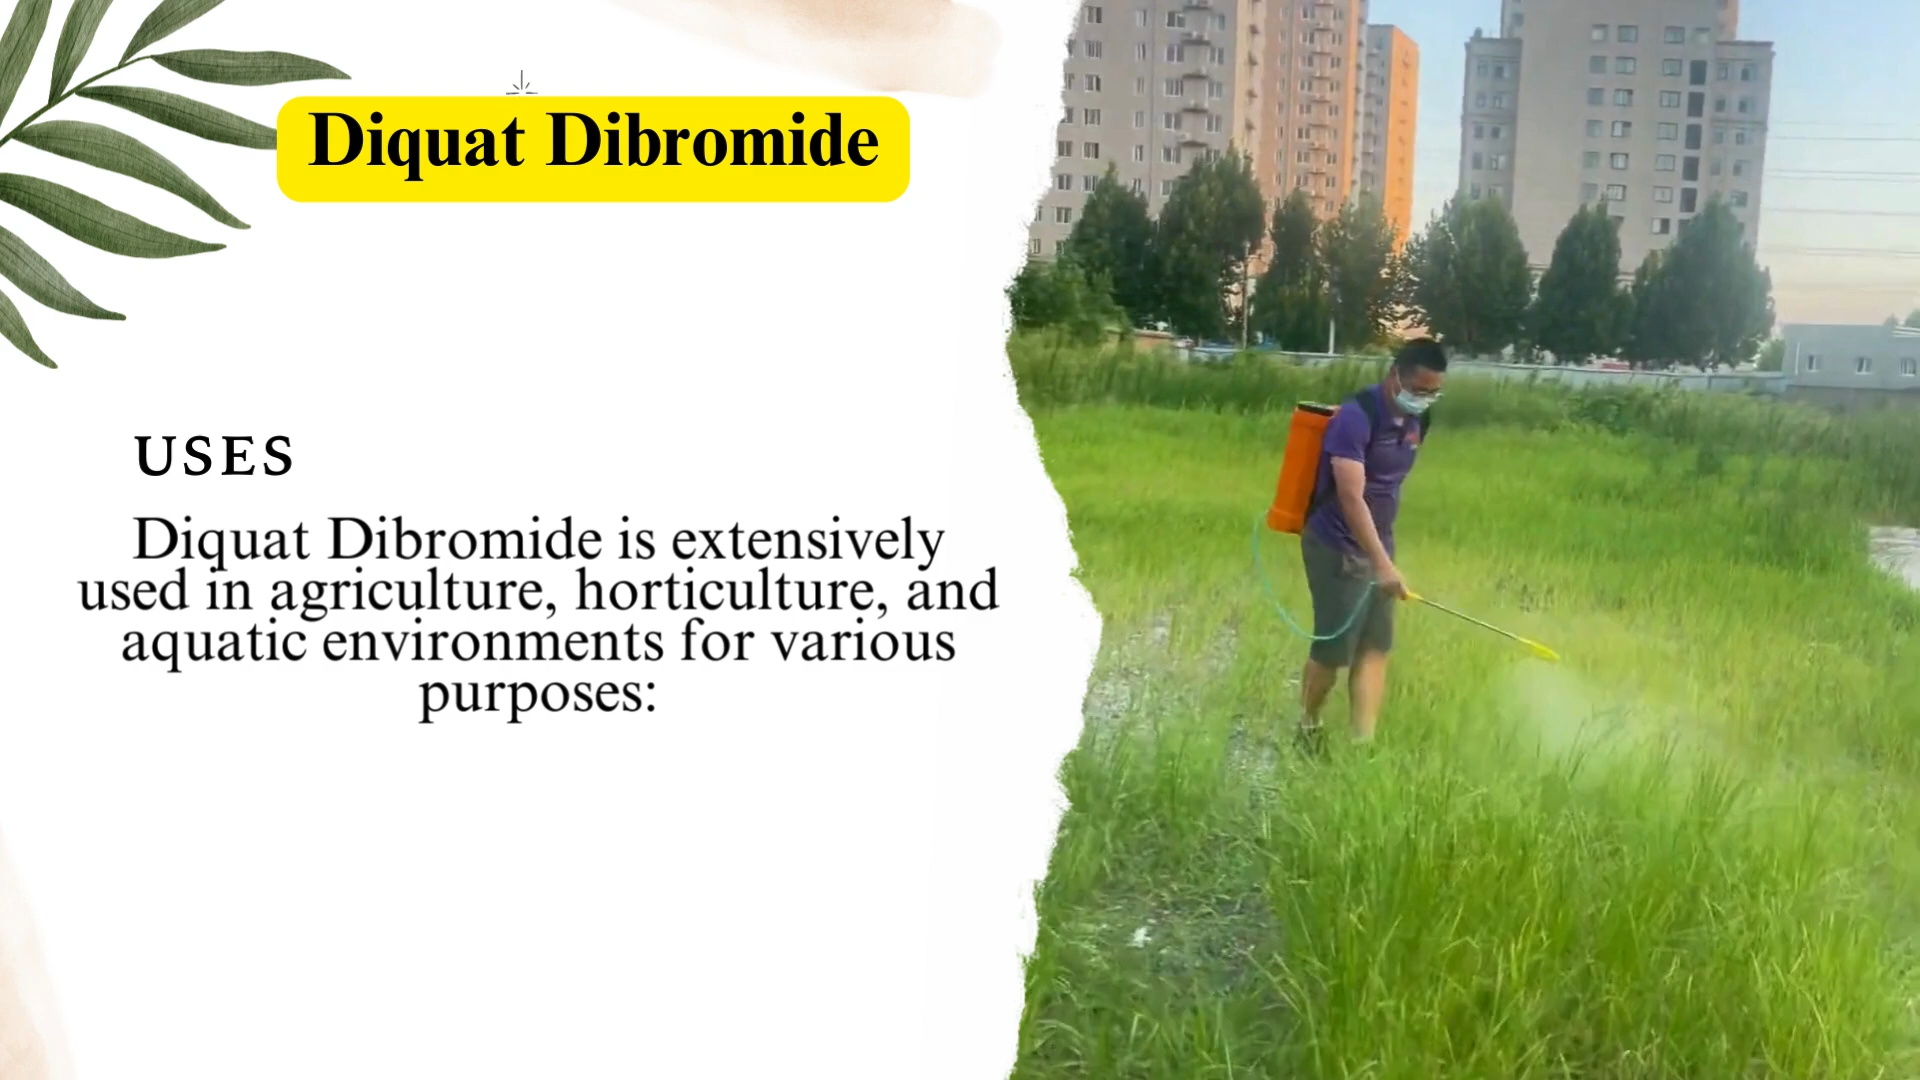 Diquat Dibromide
USES
Diquat Dibromide is extensively
used in agriculture, horticulture, and
aquatic environments for various
purposes: